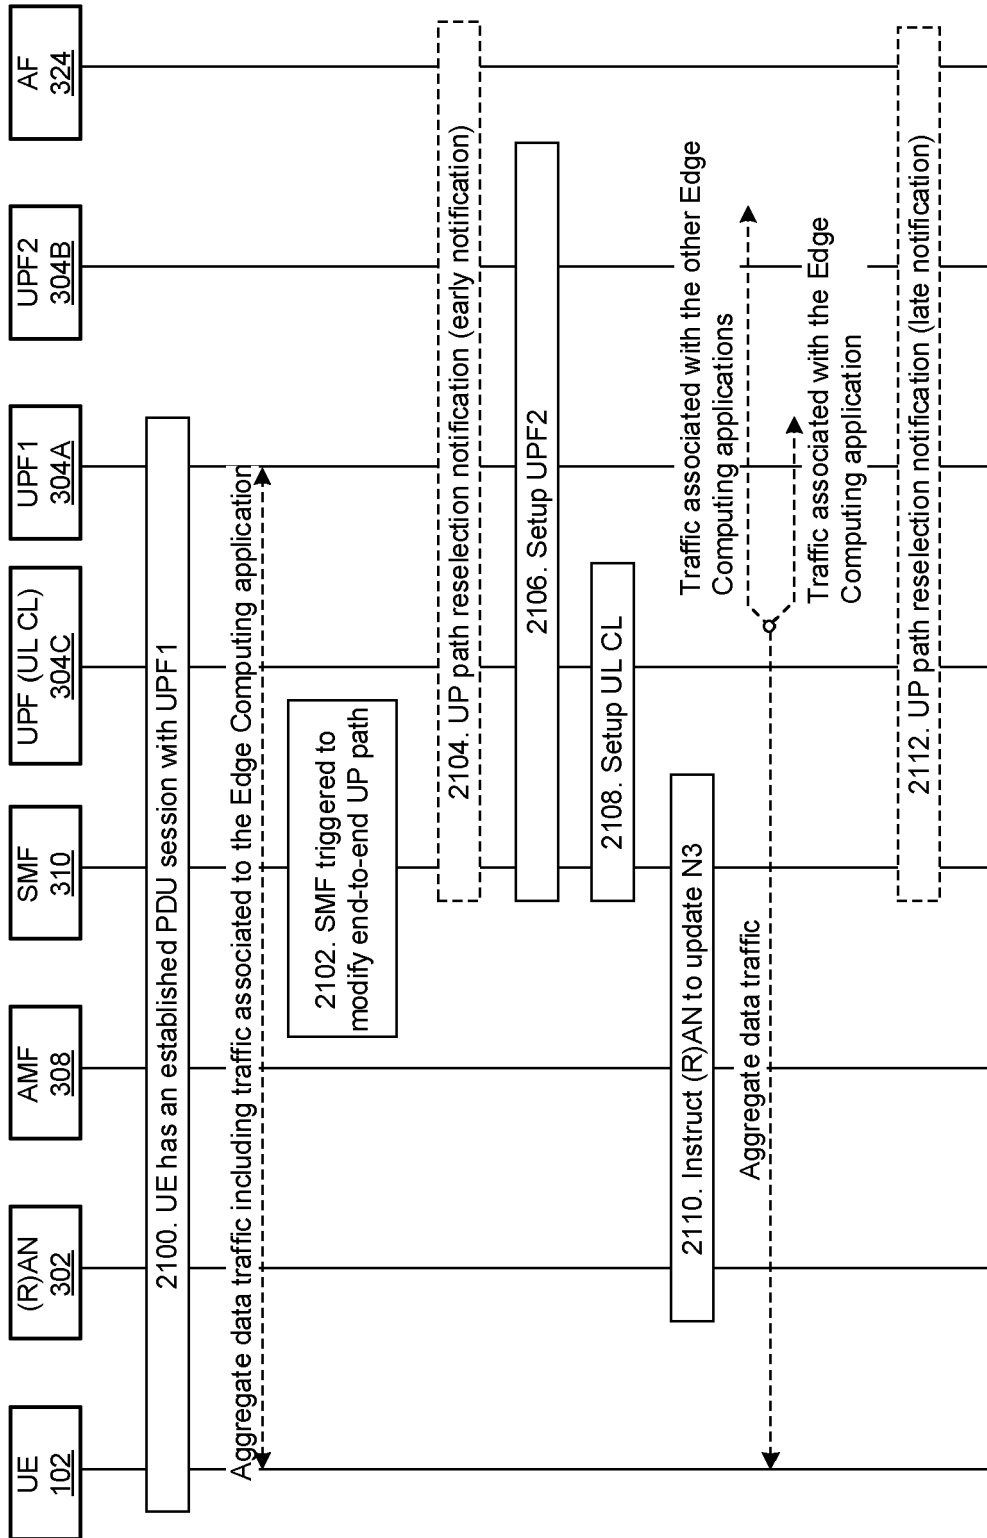 UE
102
(R)AN
302
AMF
308
SMF
310
UPF (UL CL)
304C
UPF1
304A
UPF2
304B
AF
324
2100. UE has an established PDU session with UPF1
Aggregate data traffic including traffic associated to the Edge Computing application
2102. SMF triggered to
modify end-to-end UP path
2104. UP path reselection notification (early notification)
2106. Setup UPF2
2108. Setup UL CL
2110. Instruct (R)AN to update N3
Aggregate data traffic
Traffic associated with the other Edge
Computing applications
Traffic associated with the Edge
Computing application
2112. UP path reselection notification (late notification)